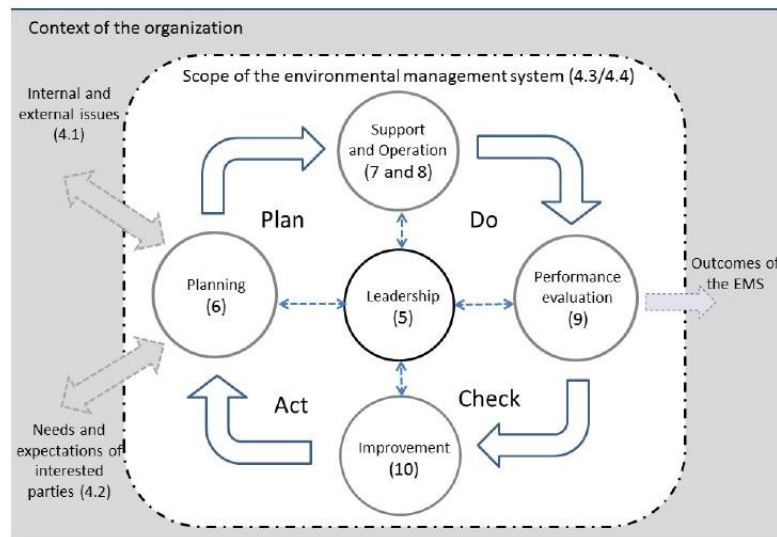 Context of the organization
Scope of the environmental management system (4.3/4.4)
Internal and
external issues
(4.1)
Support
and Operation
(7 and 8)
Plan
Do
Planning
(6)
Leadership
(5)
Performance
evaluation
(9)
Outcomes of
the EMS
Act
Check
Needs and
expectations of
interested
parties (4.2)
Improvement
(10)